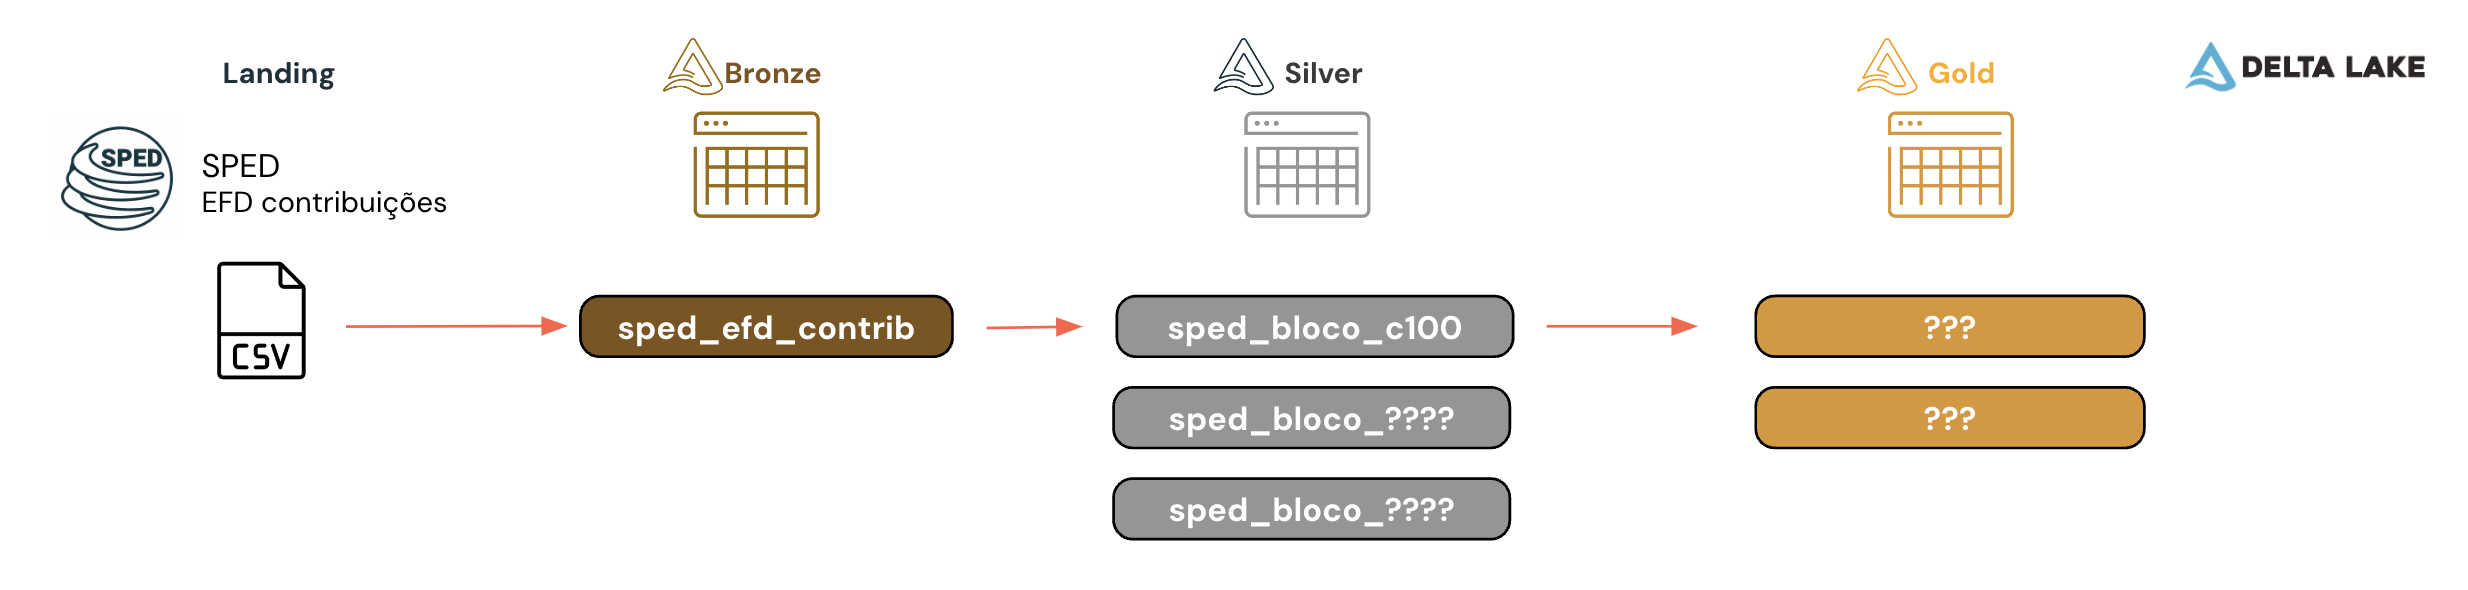 Landing
Bronze
Silver
Gold
DELTA LAKE
SPED
SPED
EFD contribuições
CSV
sped_efd_contrib
sped_bloco_c100
???
sped_bloco_????
???
sped_bloco_????